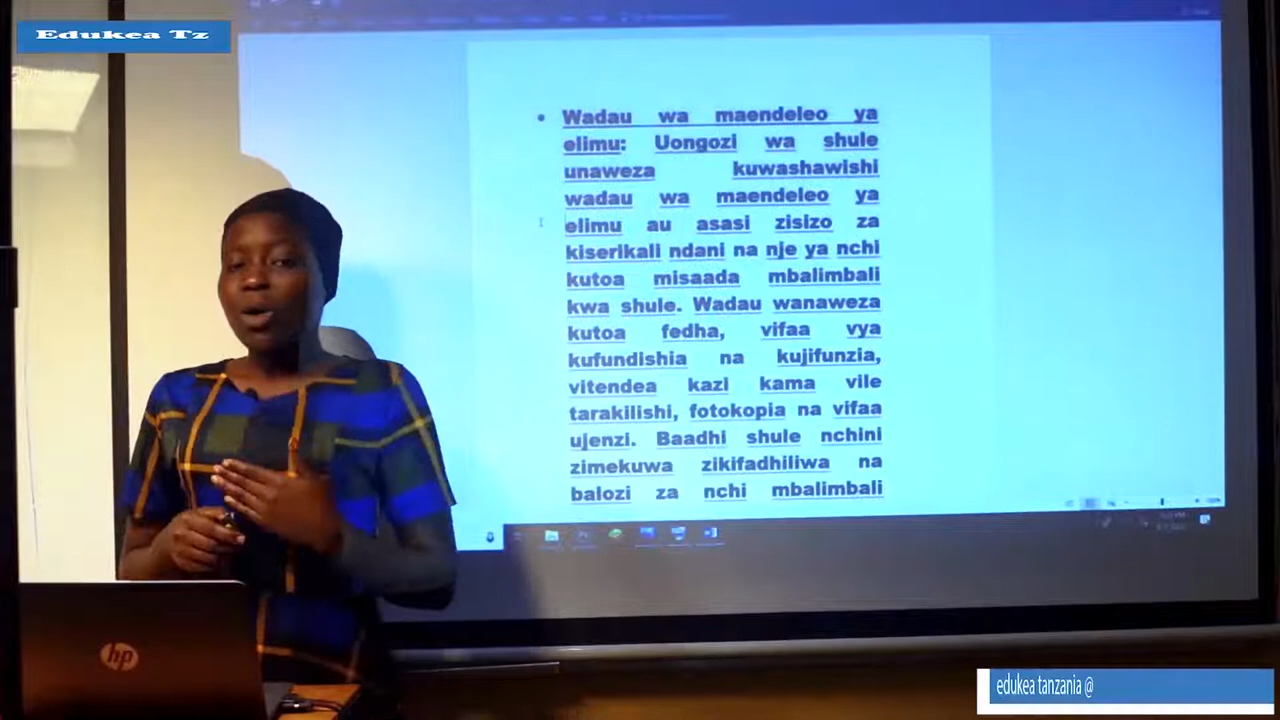 Edukea Tz
• Wadau wa maendeleo ya
elimu: Uongozi wa shule
unaweza kuwashawishi
wadau wa maendeleo ya
elimu au asasi zisizo za
kiserikali ndani na nje ya nchi
kutoa misaada mbalimbali
kwa shule. Wadau wanaweza
kutoa fedha, vifaa vya
kufundishia na kujifunzia,
vitendea kazi kama vile
tarakilishi, fotokopia na vifaa
ujenzi. Baadhi shule nchini
zimekuwa zikifadhiliwa na
balozi za nchi mbalimbali
hp
edukea tanzania @